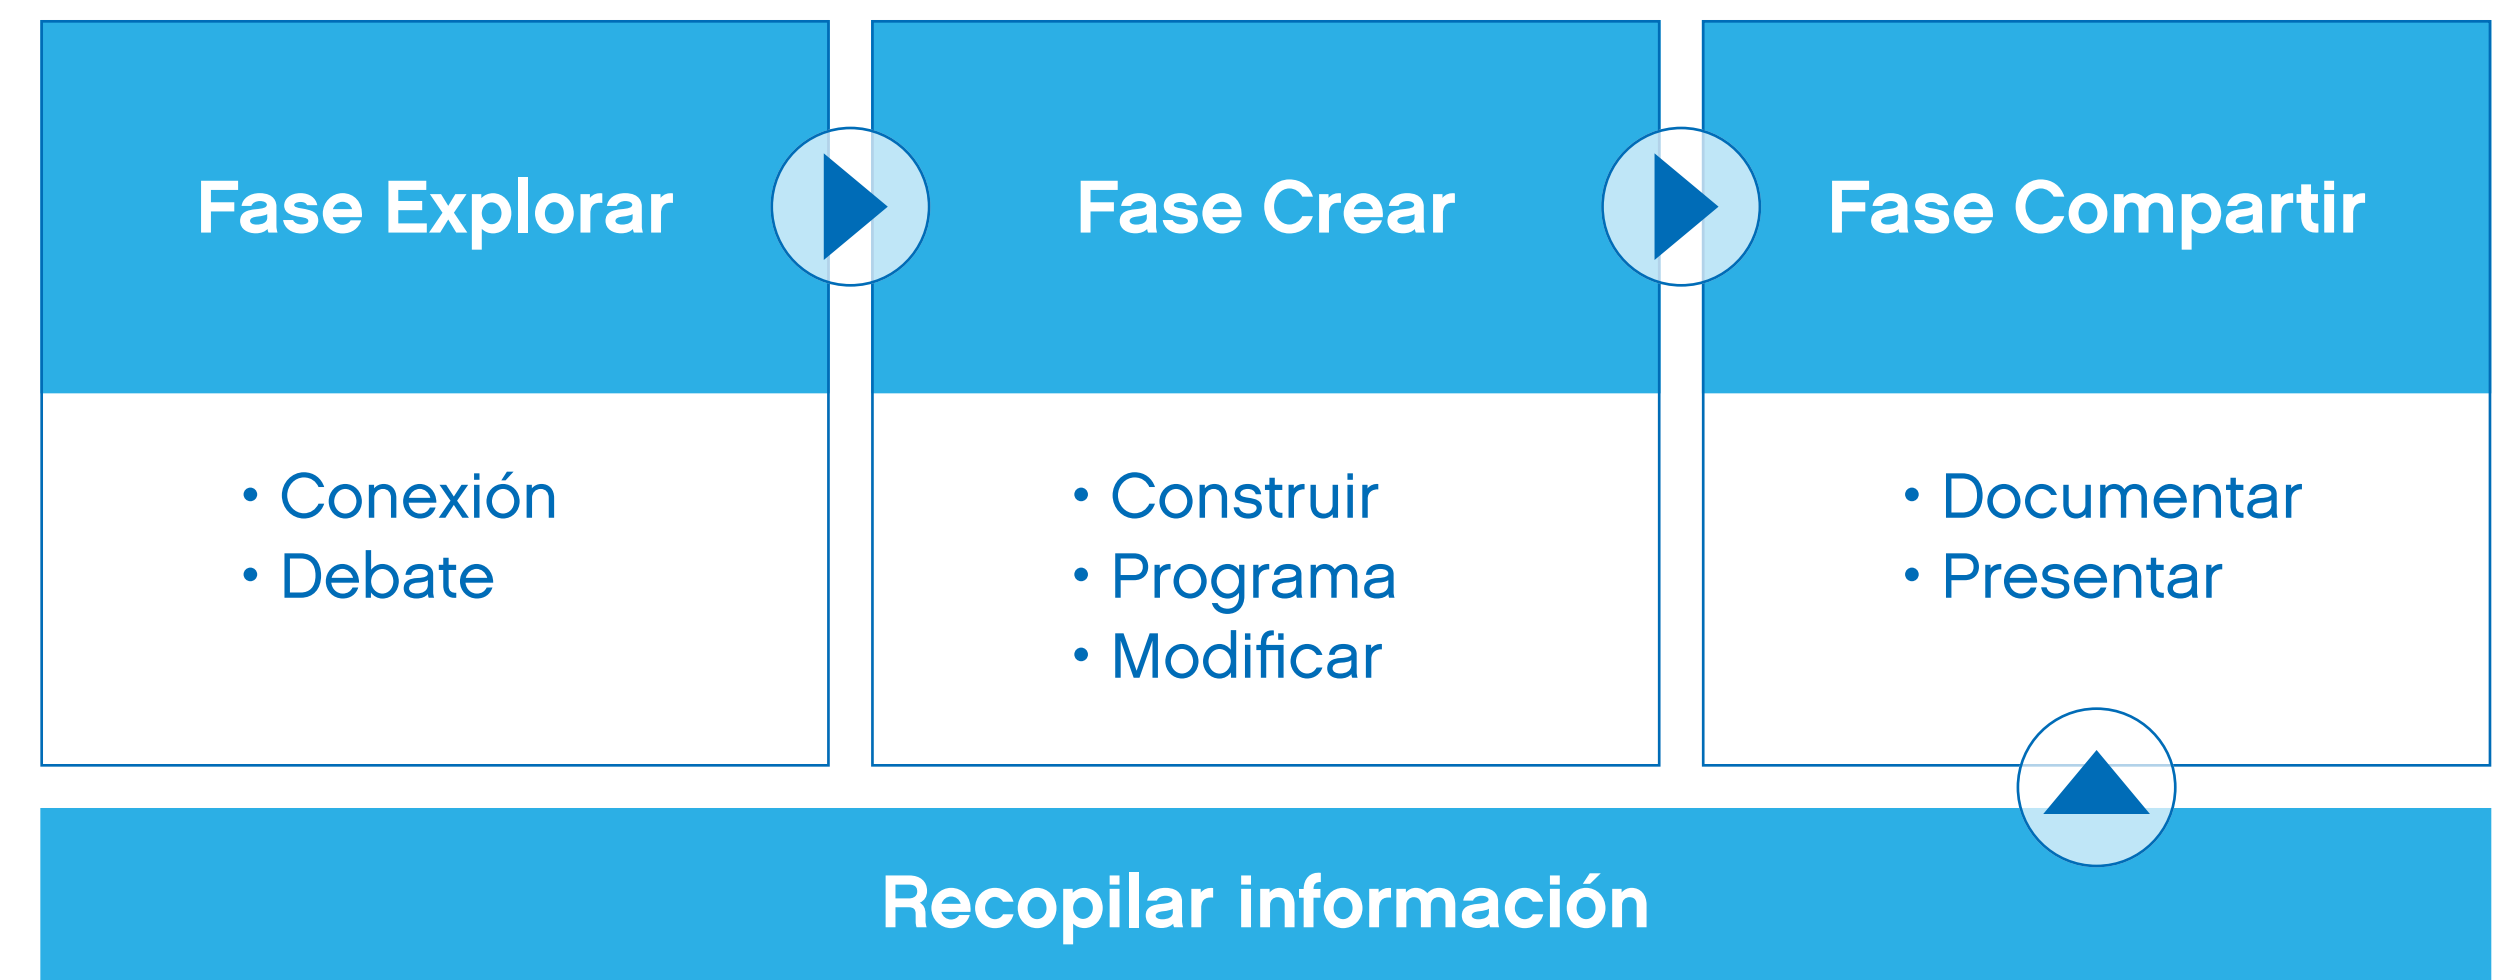 Fase Explorar
• Conexión
• Debate
Fase Crear
• Construir
• Programa
• Modificar
Fase Compartir
• Documentar
• Presentar
Recopilar información